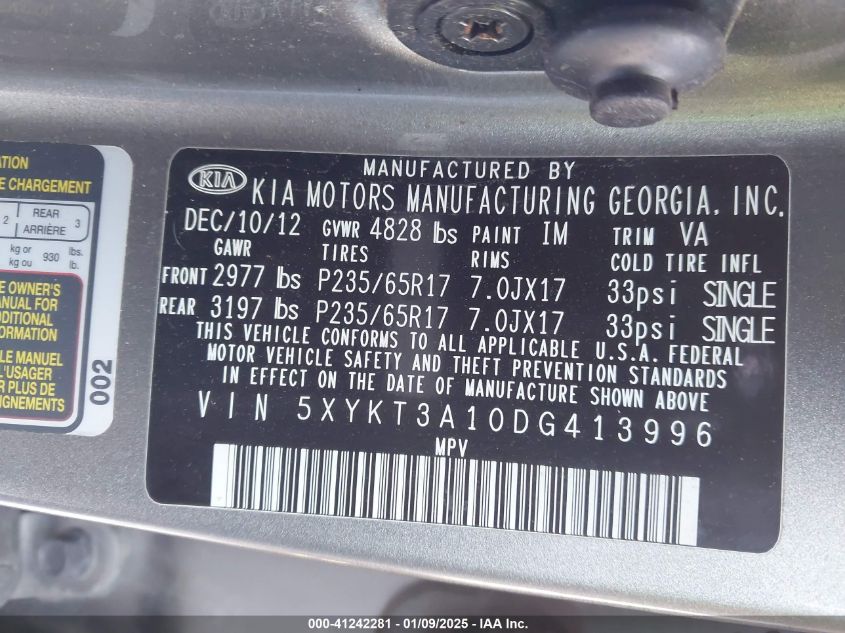 ATION
E CHARGEMENT
2 REAR 3
ARRIÈRE
kg or 930 lbs.
kg ou lb.
E OWNER'S
MANUAL FOR
DDITIONAL
FORMATION
LE MANUEL
L'USAGER
R PLUS DE
EIGNEMENTS
002
MANUFACTURED BY
KIA KIA MOTORS MANUFACTURING GEORGIA, INC.
DEC/10/12 GVWR 4828 lbs PAINT IM TRIM VA
GAWR TIRES RIMS COLD TIRE INFL
FRONT 2977 lbs P235/65R17 7.0JX17 33psi SINGLE
REAR 3197 lbs P235/65R17 7.0JX17 33psi SINGLE
THIS VEHICLE CONFORMS TO ALL APPLICABLE U.S.A. FEDERAL
MOTOR VEHICLE SAFETY AND THEFT PREVENTION STANDARDS
IN EFFECT ON THE DATE OF MANUFACTURE SHOWN ABOVE
VIN 5XYKT3A10DG413996
MPV
000-41242281 - 01/09/2025 - IAA Inc.